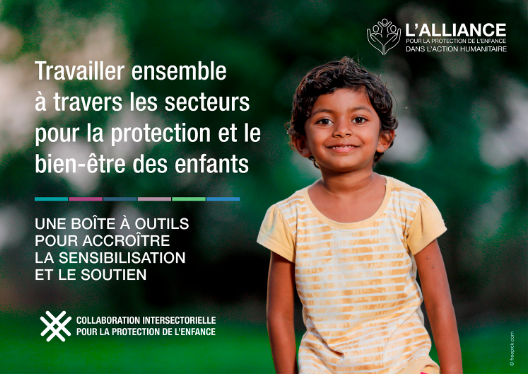 L'ALLIANCE
POUR LA PROTECTION DE L'ENFANCE
DANS L'ACTION HUMANITAIRE
Travailler ensemble
à travers les secteurs
pour la protection et le
bien-être des enfants
UNE BOÎTE À OUTILS
POUR ACCROÎTRE
LA SENSIBILISATION
ET LE SOUTIEN
COLLABORATION INTERSECTORIELLE
POUR LA PROTECTION DE L'ENFANCE
© freepick.com